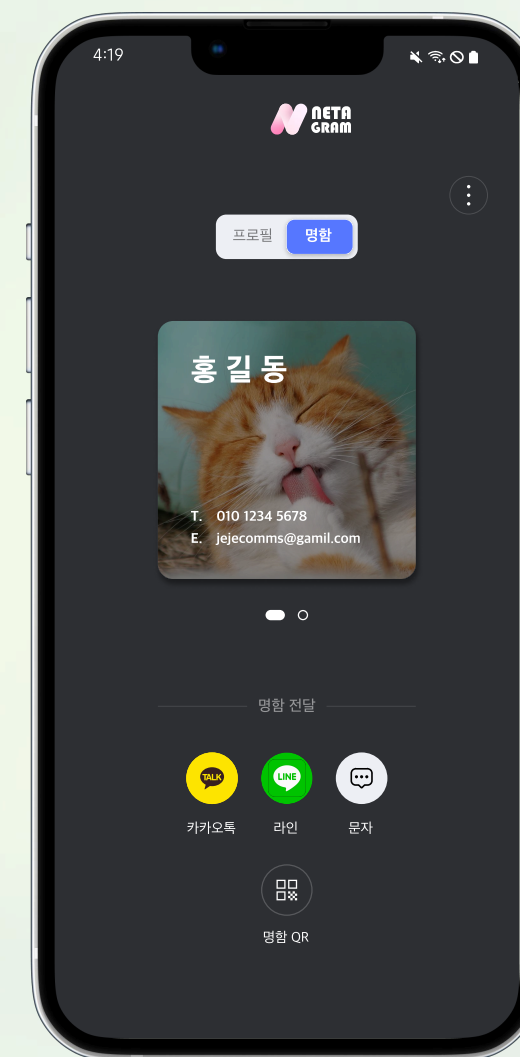 4:19
NETA
GRAM
프로필 명함
홍 길 동
T. 010 1234 5678
E. jejecomms@gamil.com
명함 전달
TALK LINE
카카오톡 라인 문자
명함 QR